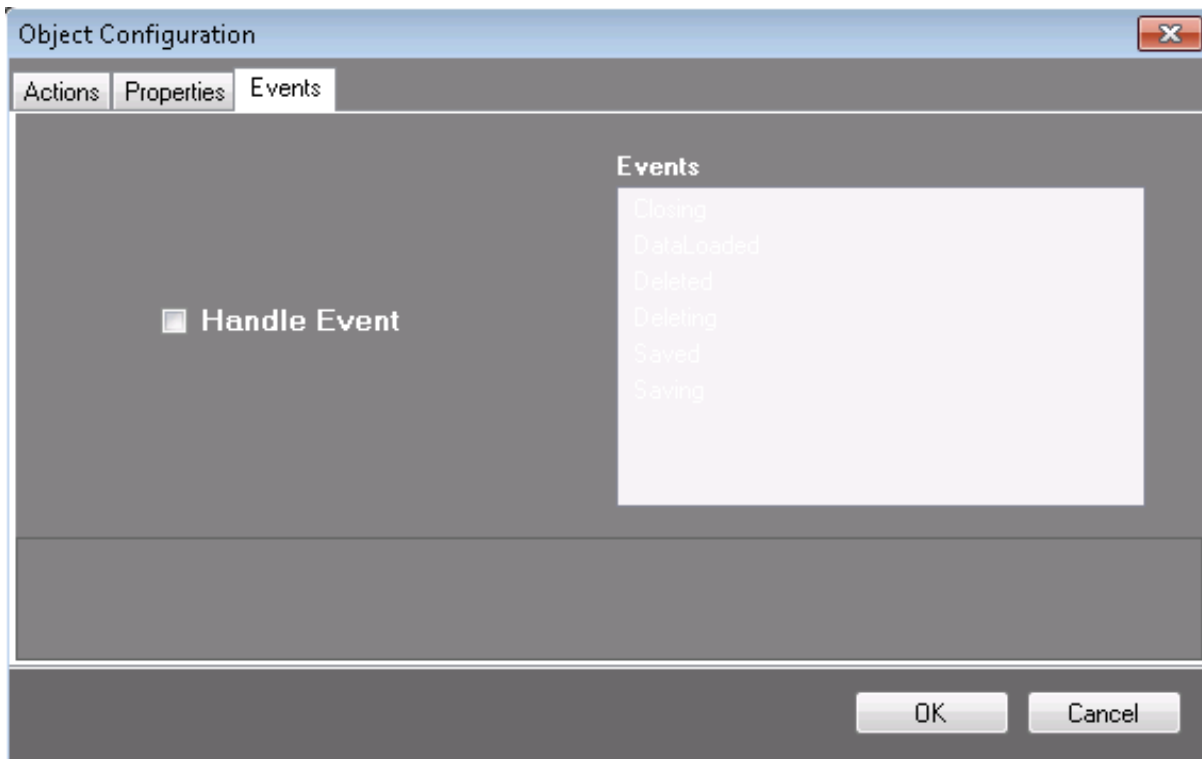 Object Configuration
Actions Properties Events
Events
Closing
DataLoaded
Deleted
Deleting
Saved
Saving
Handle Event
OK Cancel